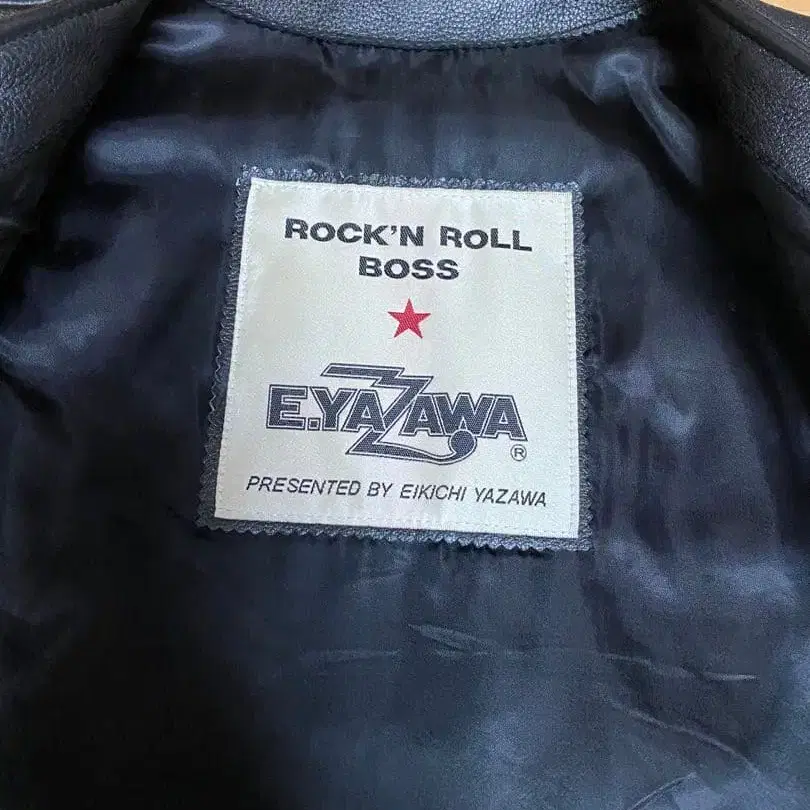 ROCK'N ROLL
BOSS
E.YAZAWA
®
PRESENTED BY EIKICHI YAZAWA